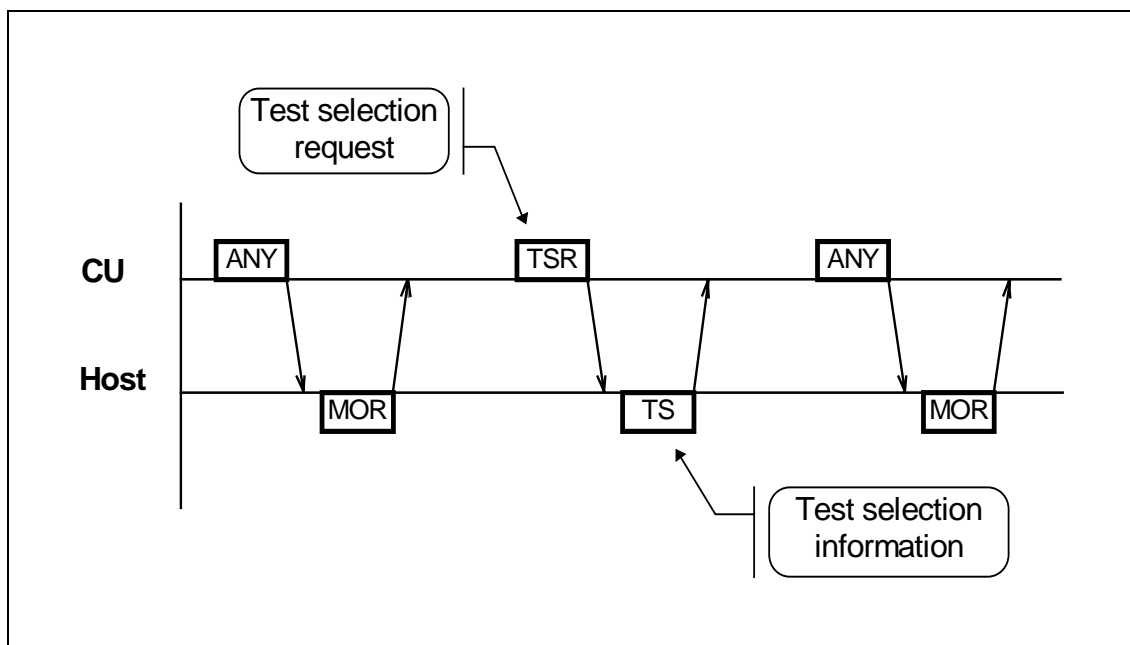 Test selection
request
ANY
TSR
ANY
CU
Host
MOR
TS
MOR
Test selection
information